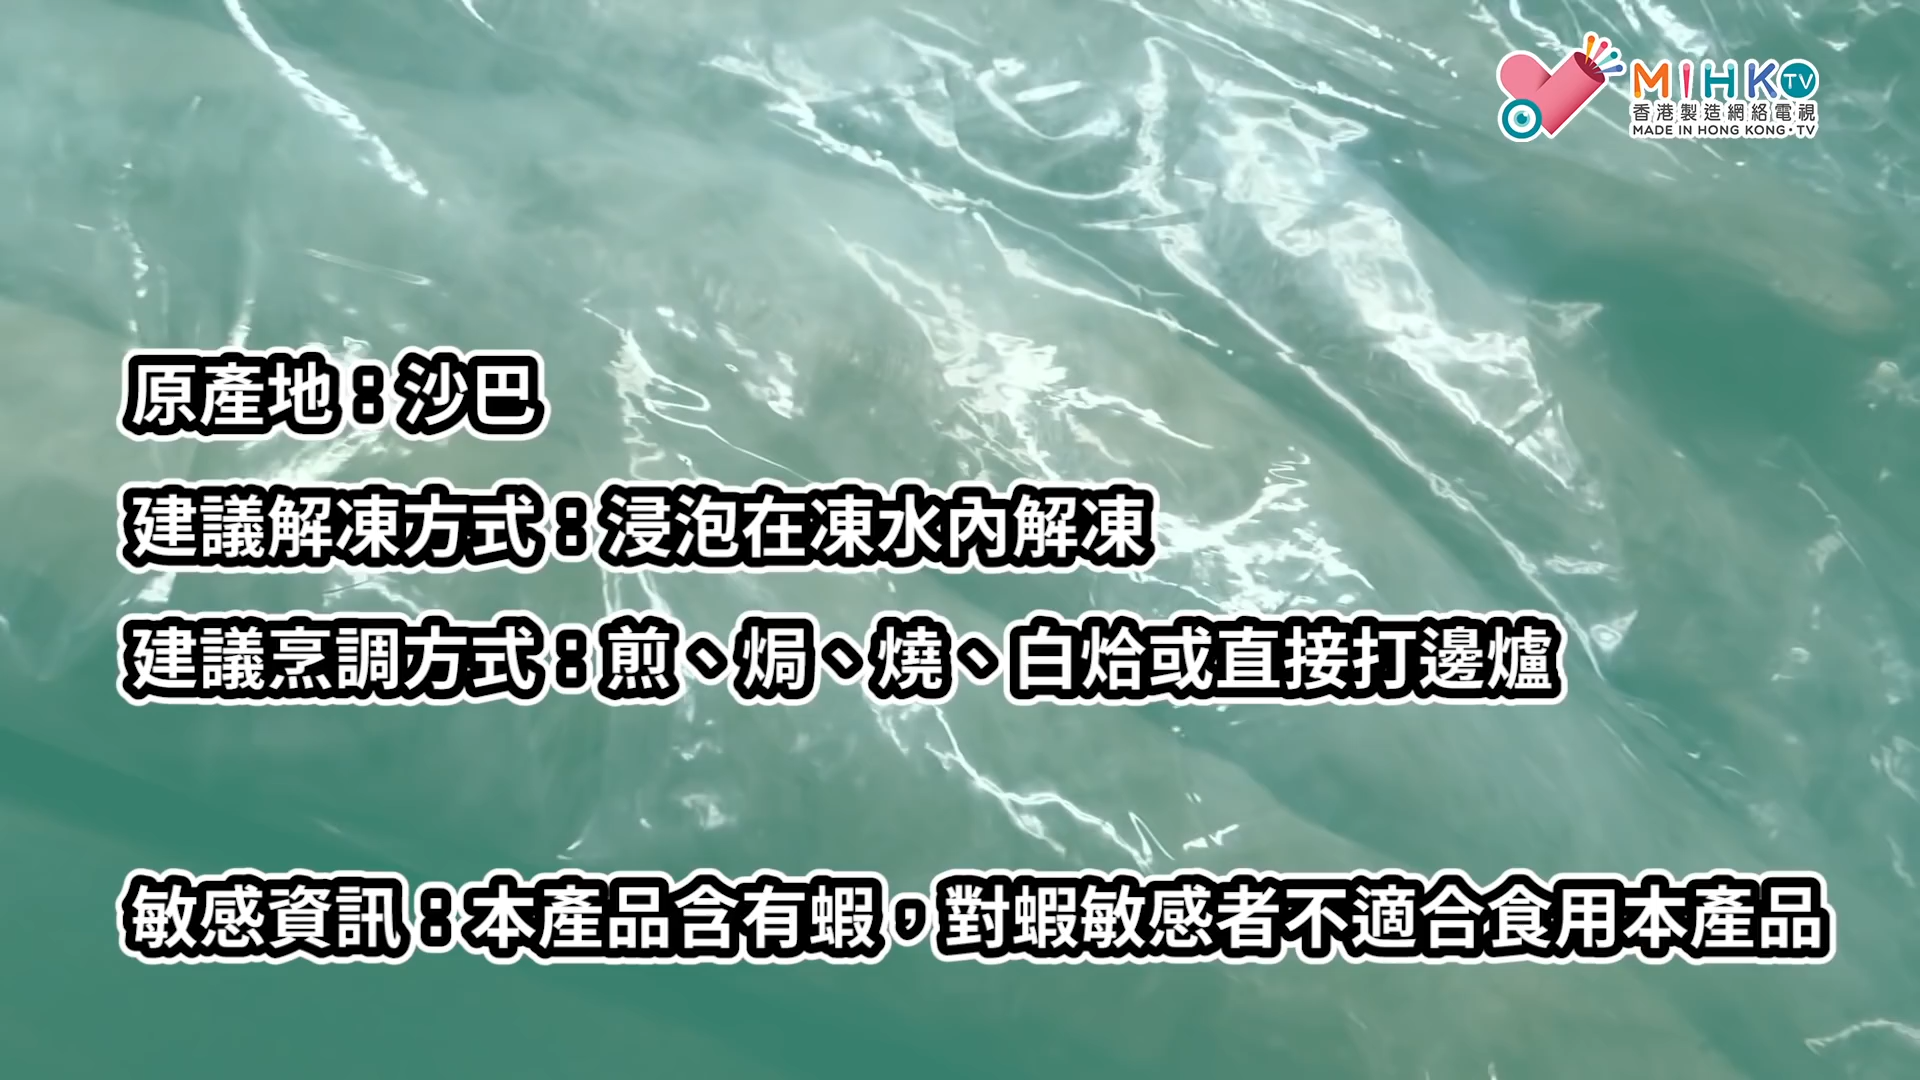 MIHK TV
香港製造網絡電視
MADE IN HONG KONG · TV
原產地：沙巴
建議解凍方式：浸泡在凍水內解凍
建議烹調方式：煎、焗、燒、白烚或直接打邊爐
敏感資訊：本產品含有蝦，對蝦敏感者不適合食用本產品